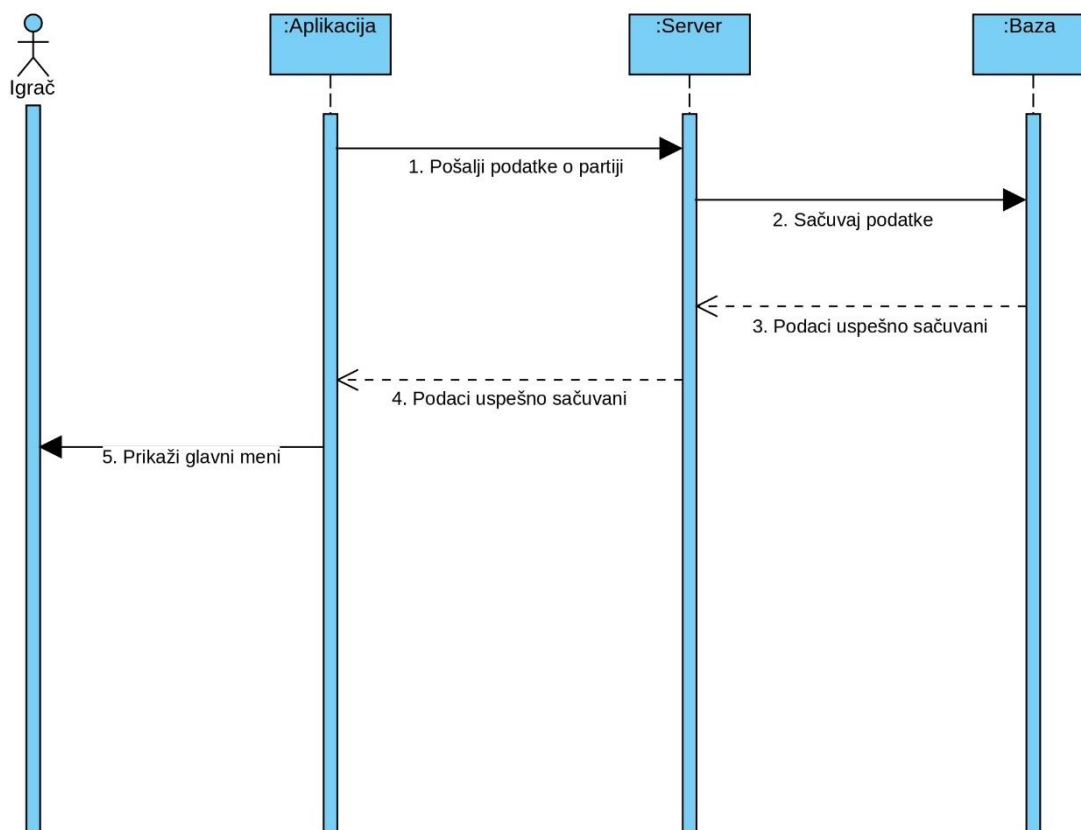 :Aplikacija
:Server
:Baza
Igrač
1. Pošalji podatke o partiji
2. Sačuvaj podatke
3. Podaci uspešno sačuvani
4. Podaci uspešno sačuvani
5. Prikaži glavni meni